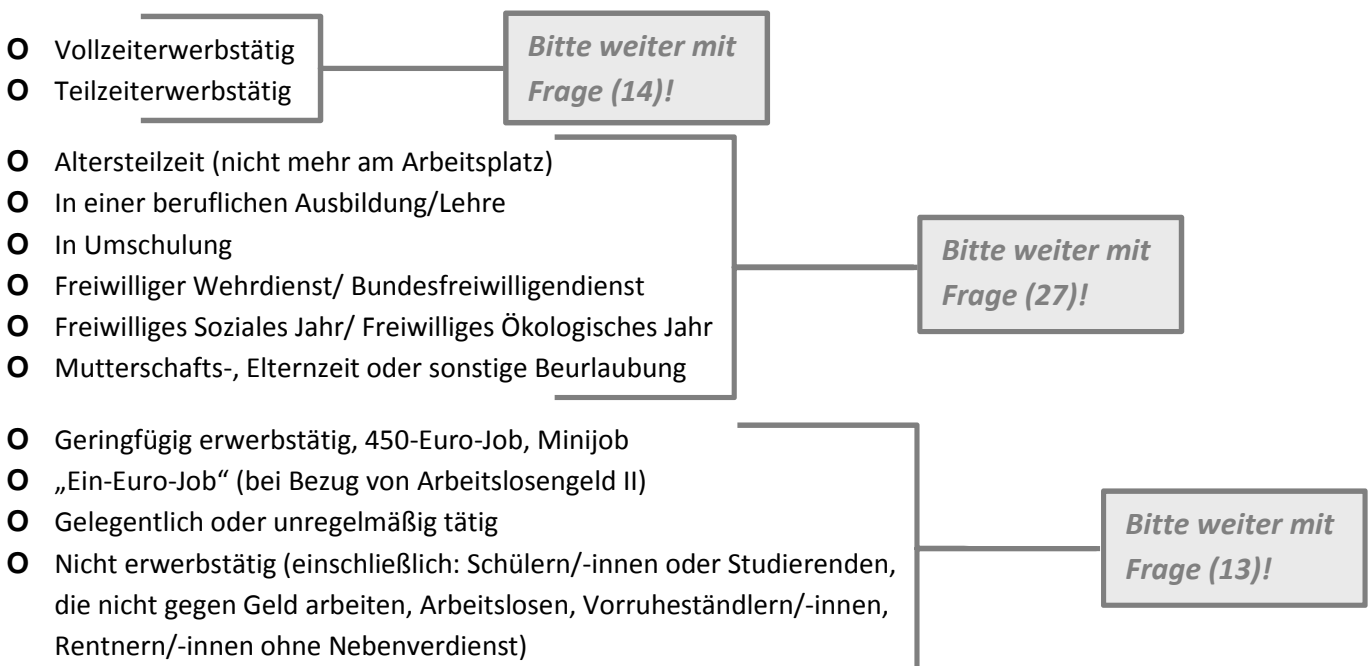 O Vollzeiterwerbstätig
O Teilzeiterwerbstätig
Bitte weiter mit
Frage (14)!
O Altersteilzeit (nicht mehr am Arbeitsplatz)
O In einer beruflichen Ausbildung/Lehre
O In Umschulung
O Freiwilliger Wehrdienst/ Bundesfreiwilligendienst
O Freiwilliges Soziales Jahr/ Freiwilliges Ökologisches Jahr
O Mutterschafts-, Elternzeit oder sonstige Beurlaubung
Bitte weiter mit
Frage (27)!
O Geringfügig erwerbstätig, 450-Euro-Job, Minijob
O „Ein-Euro-Job“ (bei Bezug von Arbeitslosengeld II)
O Gelegentlich oder unregelmäßig tätig
O Nicht erwerbstätig (einschließlich: Schülern/-innen oder Studierenden,
die nicht gegen Geld arbeiten, Arbeitslosen, Vorruheständlern/-innen,
Rentnern/-innen ohne Nebenverdienst)
Bitte weiter mit
Frage (13)!